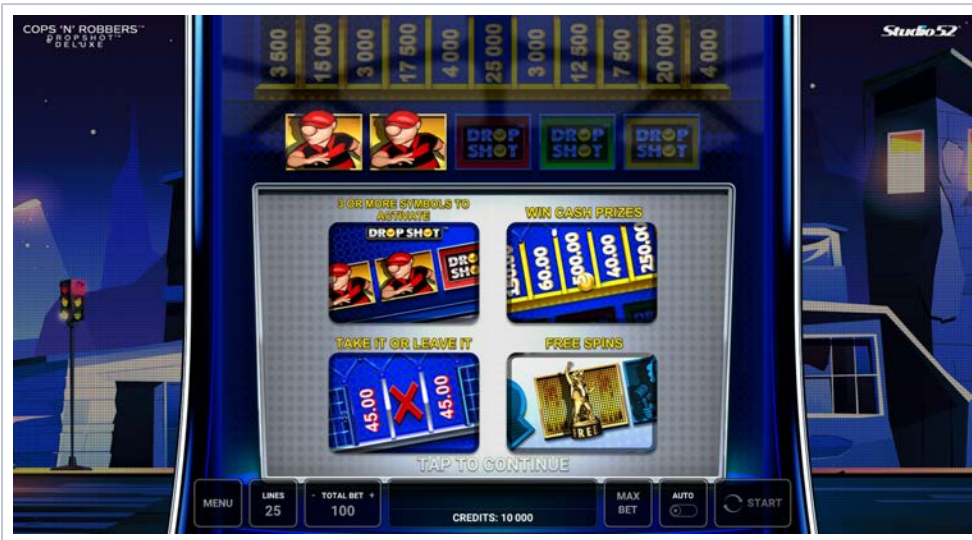 COPS 'N' ROBBERS™
DROPSHOT™
DELUXE
Studio52
3 500
15 000
3 000
17 500
4 000
25 000
3 000
12 500
7 500
20 000
4 000
DROP SHOT
DROP SHOT
DROP SHOT
3 OR MORE SYMBOLS TO
ACTIVATE
DROP SHOT
WIN CASH PRIZES
60.00
500.00
40.00
250.00
TAKE IT OR LEAVE IT
45.00
45.00
FREE SPINS
FREE
TAP TO CONTINUE
MENU
LINES
25
- TOTAL BET +
100
CREDITS: 10 000
MAX
BET
AUTO
START